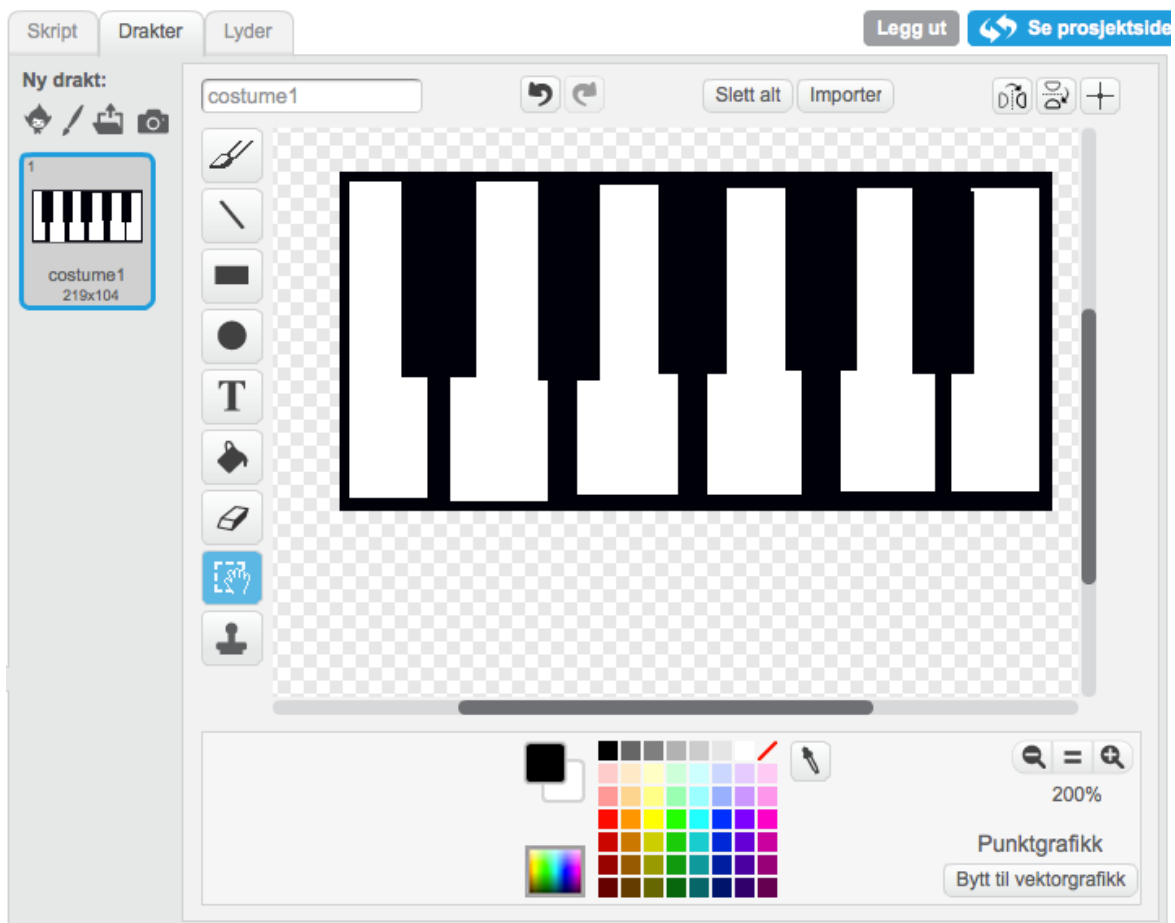 Skript Drakter Lyder
Legg ut Se prosjektside
Ny drakt:
costume1
Slett alt Importer
1
costume1
219x104
T
200%
Punktgrafikk
Bytt til vektorgrafikk